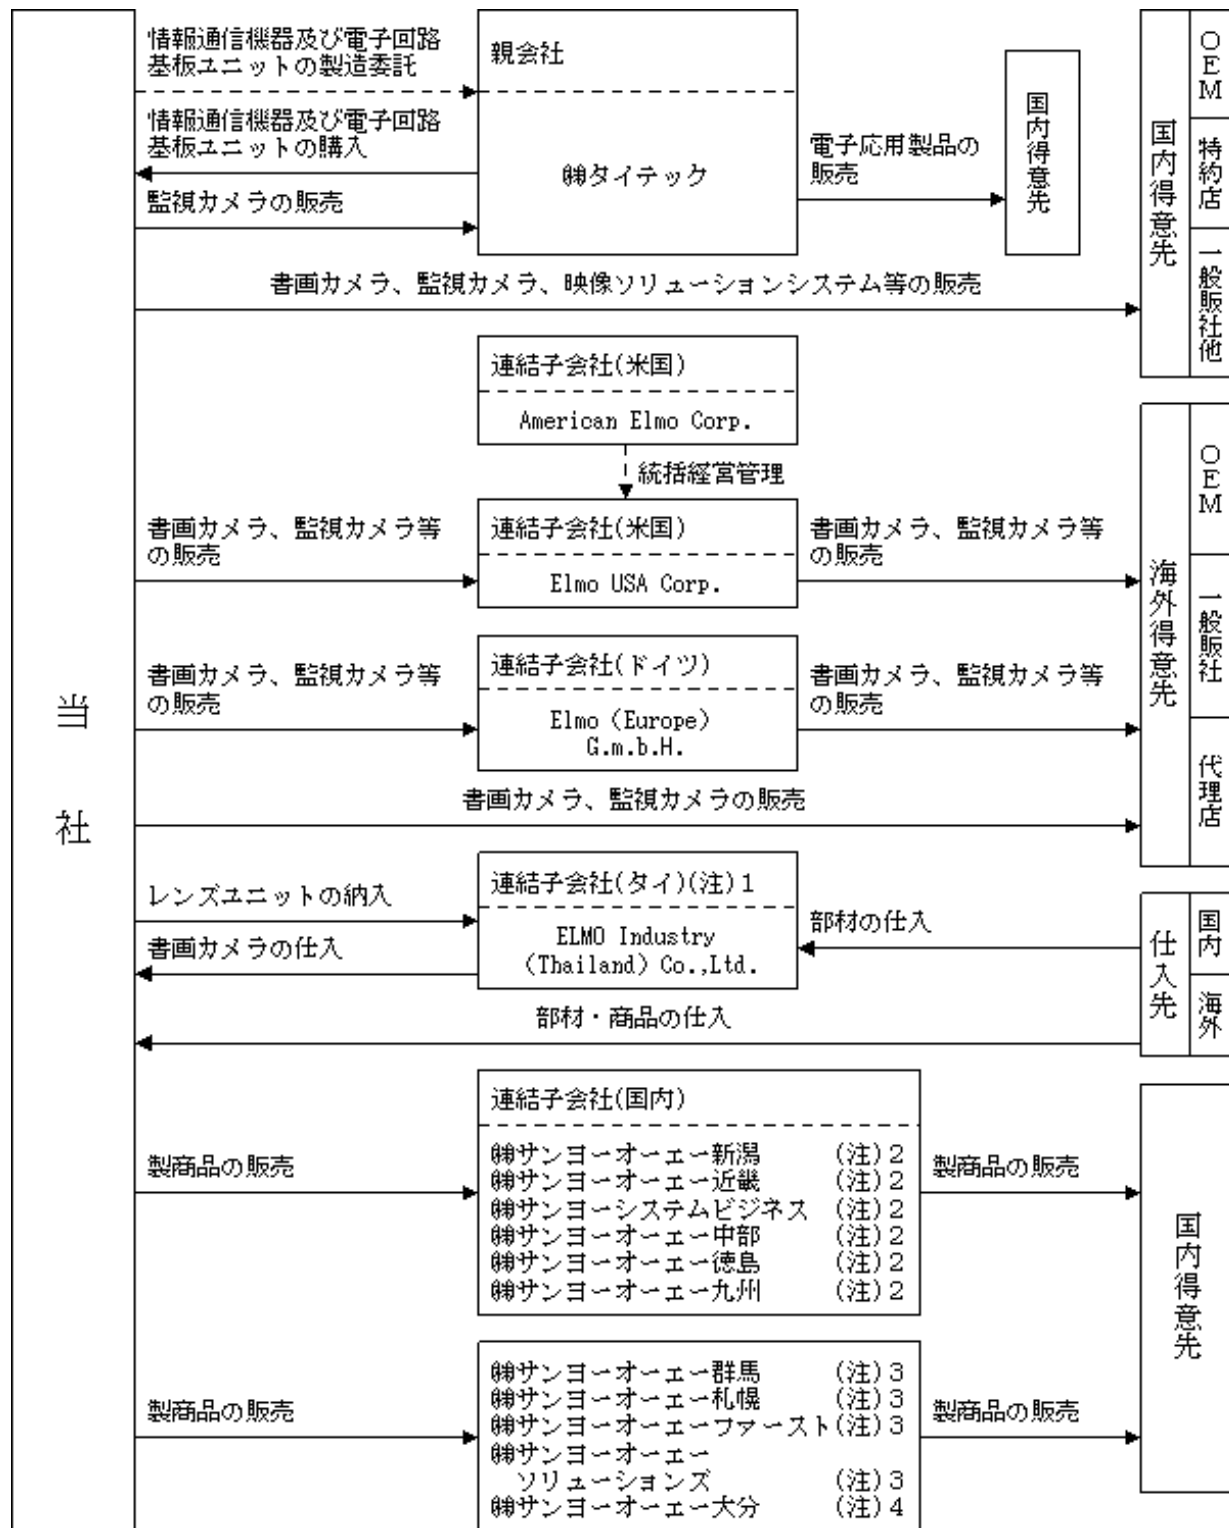 当社
情報通信機器及び電子回路
基板ユニットの製造委託
情報通信機器及び電子回路
基板ユニットの購入
監視カメラの販売
親会社
㈱タイテック
電子応用製品の
販売
国内得意先
国内得意先
OEM
特約店
一般販社他
書画カメラ、監視カメラ、映像ソリューションシステム等の販売
連結子会社(米国)
American Elmo Corp.
統括経営管理
書画カメラ、監視カメラ等
の販売
連結子会社(米国)
Elmo USA Corp.
書画カメラ、監視カメラ等
の販売
海外得意先
OEM
一般販社
代理店
書画カメラ、監視カメラ等
の販売
連結子会社(ドイツ)
Elmo (Europe)
G.m.b.H.
書画カメラ、監視カメラ等
の販売
書画カメラ、監視カメラの販売
レンズユニットの納入
書画カメラの仕入
連結子会社(タイ)(注)1
ELMO Industry
(Thailand) Co.,Ltd.
部材の仕入
仕入先
国内
海外
部材・商品の仕入
連結子会社(国内)
製商品の販売
㈱サンヨーオーエー新潟 (注)2
㈱サンヨーオーエー近畿 (注)2
㈱サンヨーシステムビジネス (注)2
㈱サンヨーオーエー中部 (注)2
㈱サンヨーオーエー徳島 (注)2
㈱サンヨーオーエー九州 (注)2
製商品の販売
国内得意先
製商品の販売
㈱サンヨーオーエー群馬 (注)3
㈱サンヨーオーエー札幌 (注)3
㈱サンヨーオーエーファースト(注)3
㈱サンヨーオーエー
ソリューションズ (注)3
㈱サンヨーオーエー大分 (注)4
製商品の販売